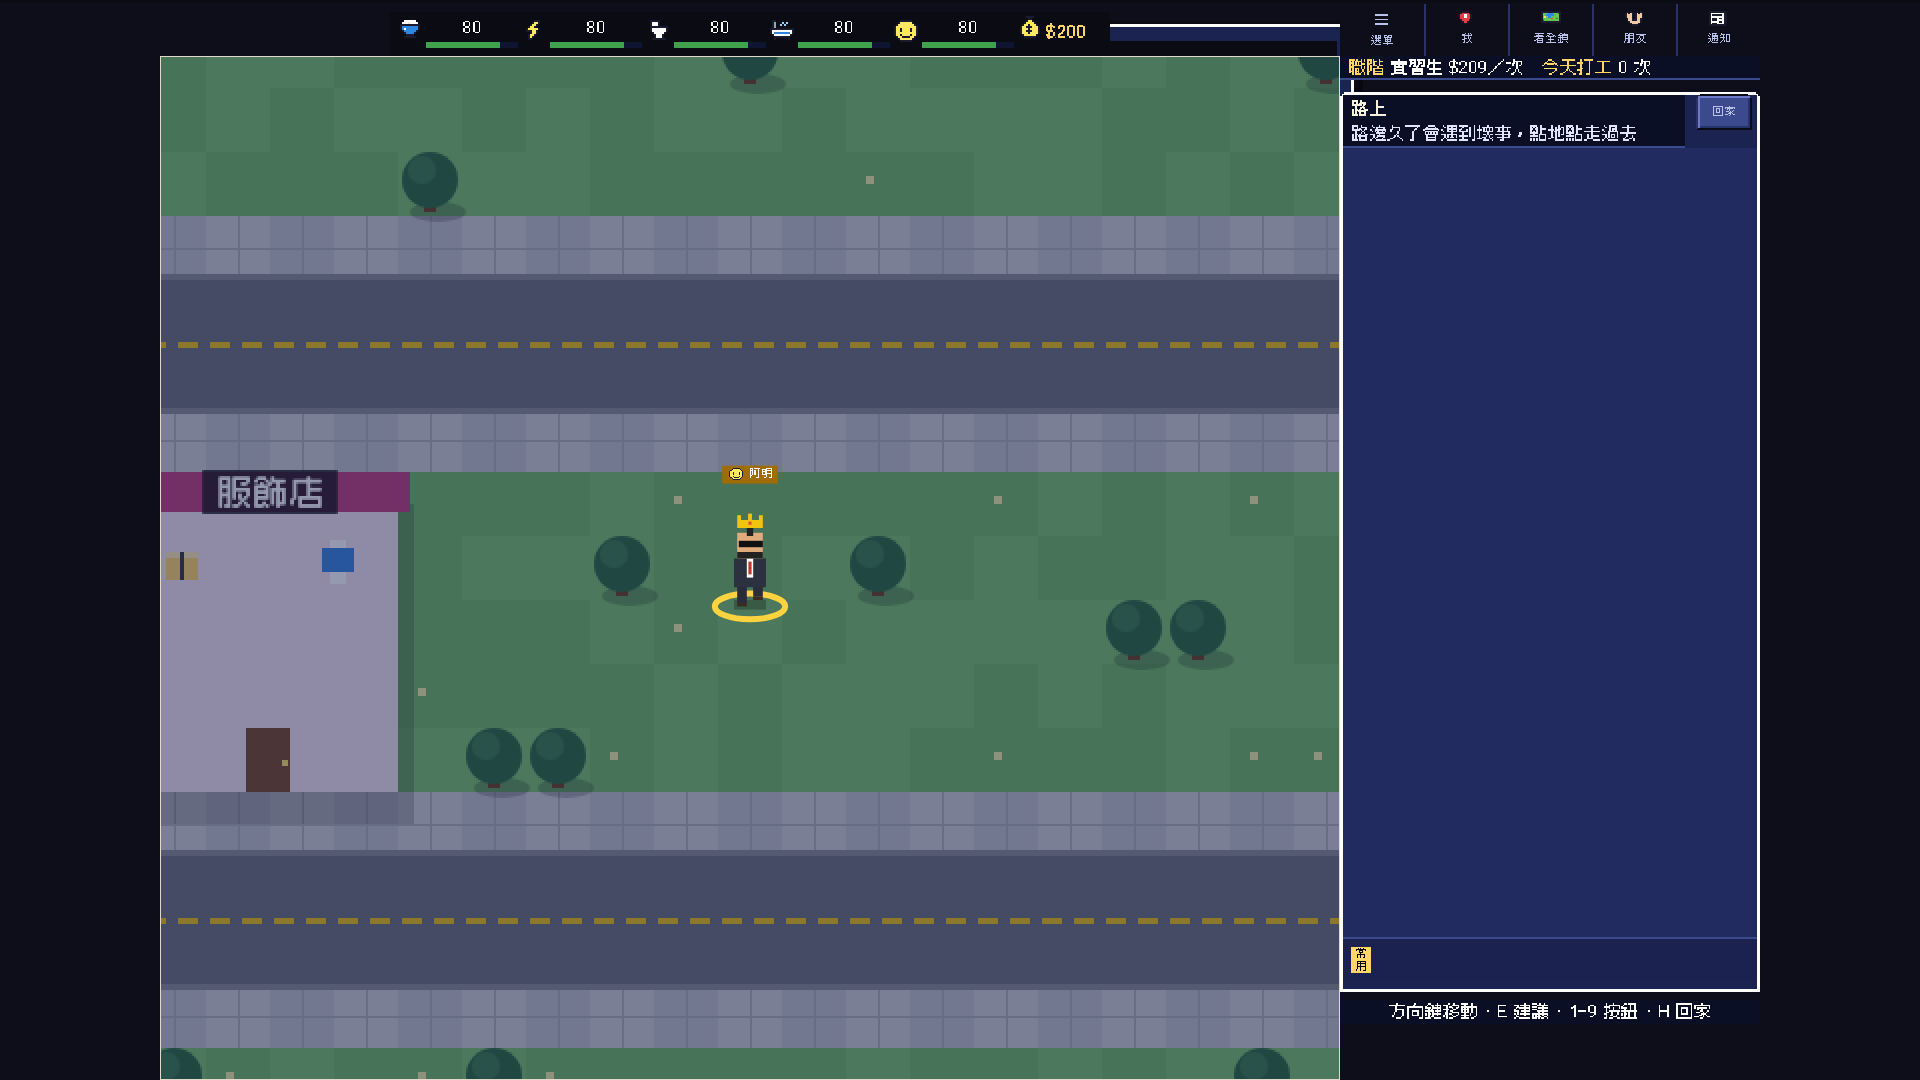 80 80 80 80 80 $200
選單 我 看全鎮 朋友 通知
職階 實習生 $209／次 今天打工 0 次
路上
回家
路邊久了會遇到壞事，點地點走過去
阿明
服飾店
常用
方向鍵移動 · E 建議 · 1-9 按鈕 · H 回家